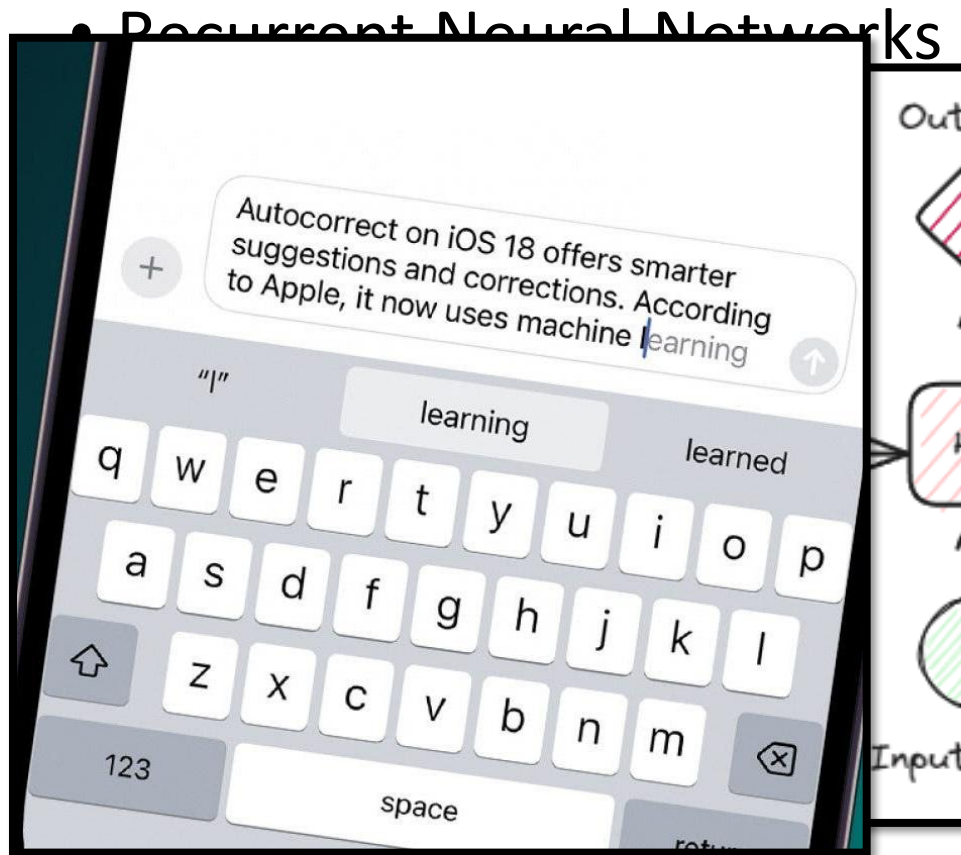 • Recurrent Neural Networks
Autocorrect on iOS 18 offers smarter
suggestions and corrections. According
to Apple, it now uses machine learning
“l” learning learned
q w e r t y u i o p
a s d f g h j k l
z x c v b n m
123 space
Input